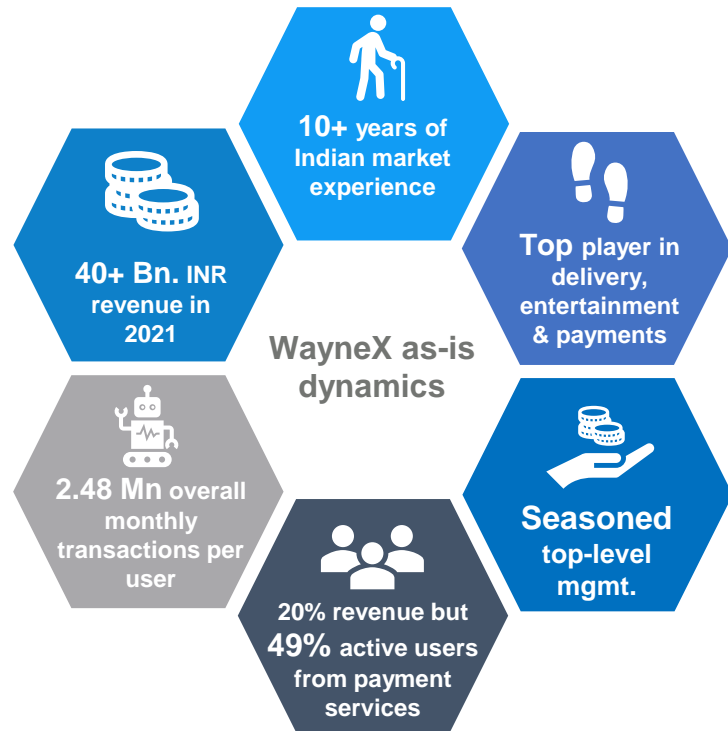 10+ years of
Indian market
experience
40+ Bn. INR
revenue in
2021
Top player in
delivery,
entertainment
& payments
WayneX as-is
dynamics
2.48 Mn overall
monthly
transactions per
user
Seasoned
top-level
mgmt.
20% revenue but
49% active users
from payment
services